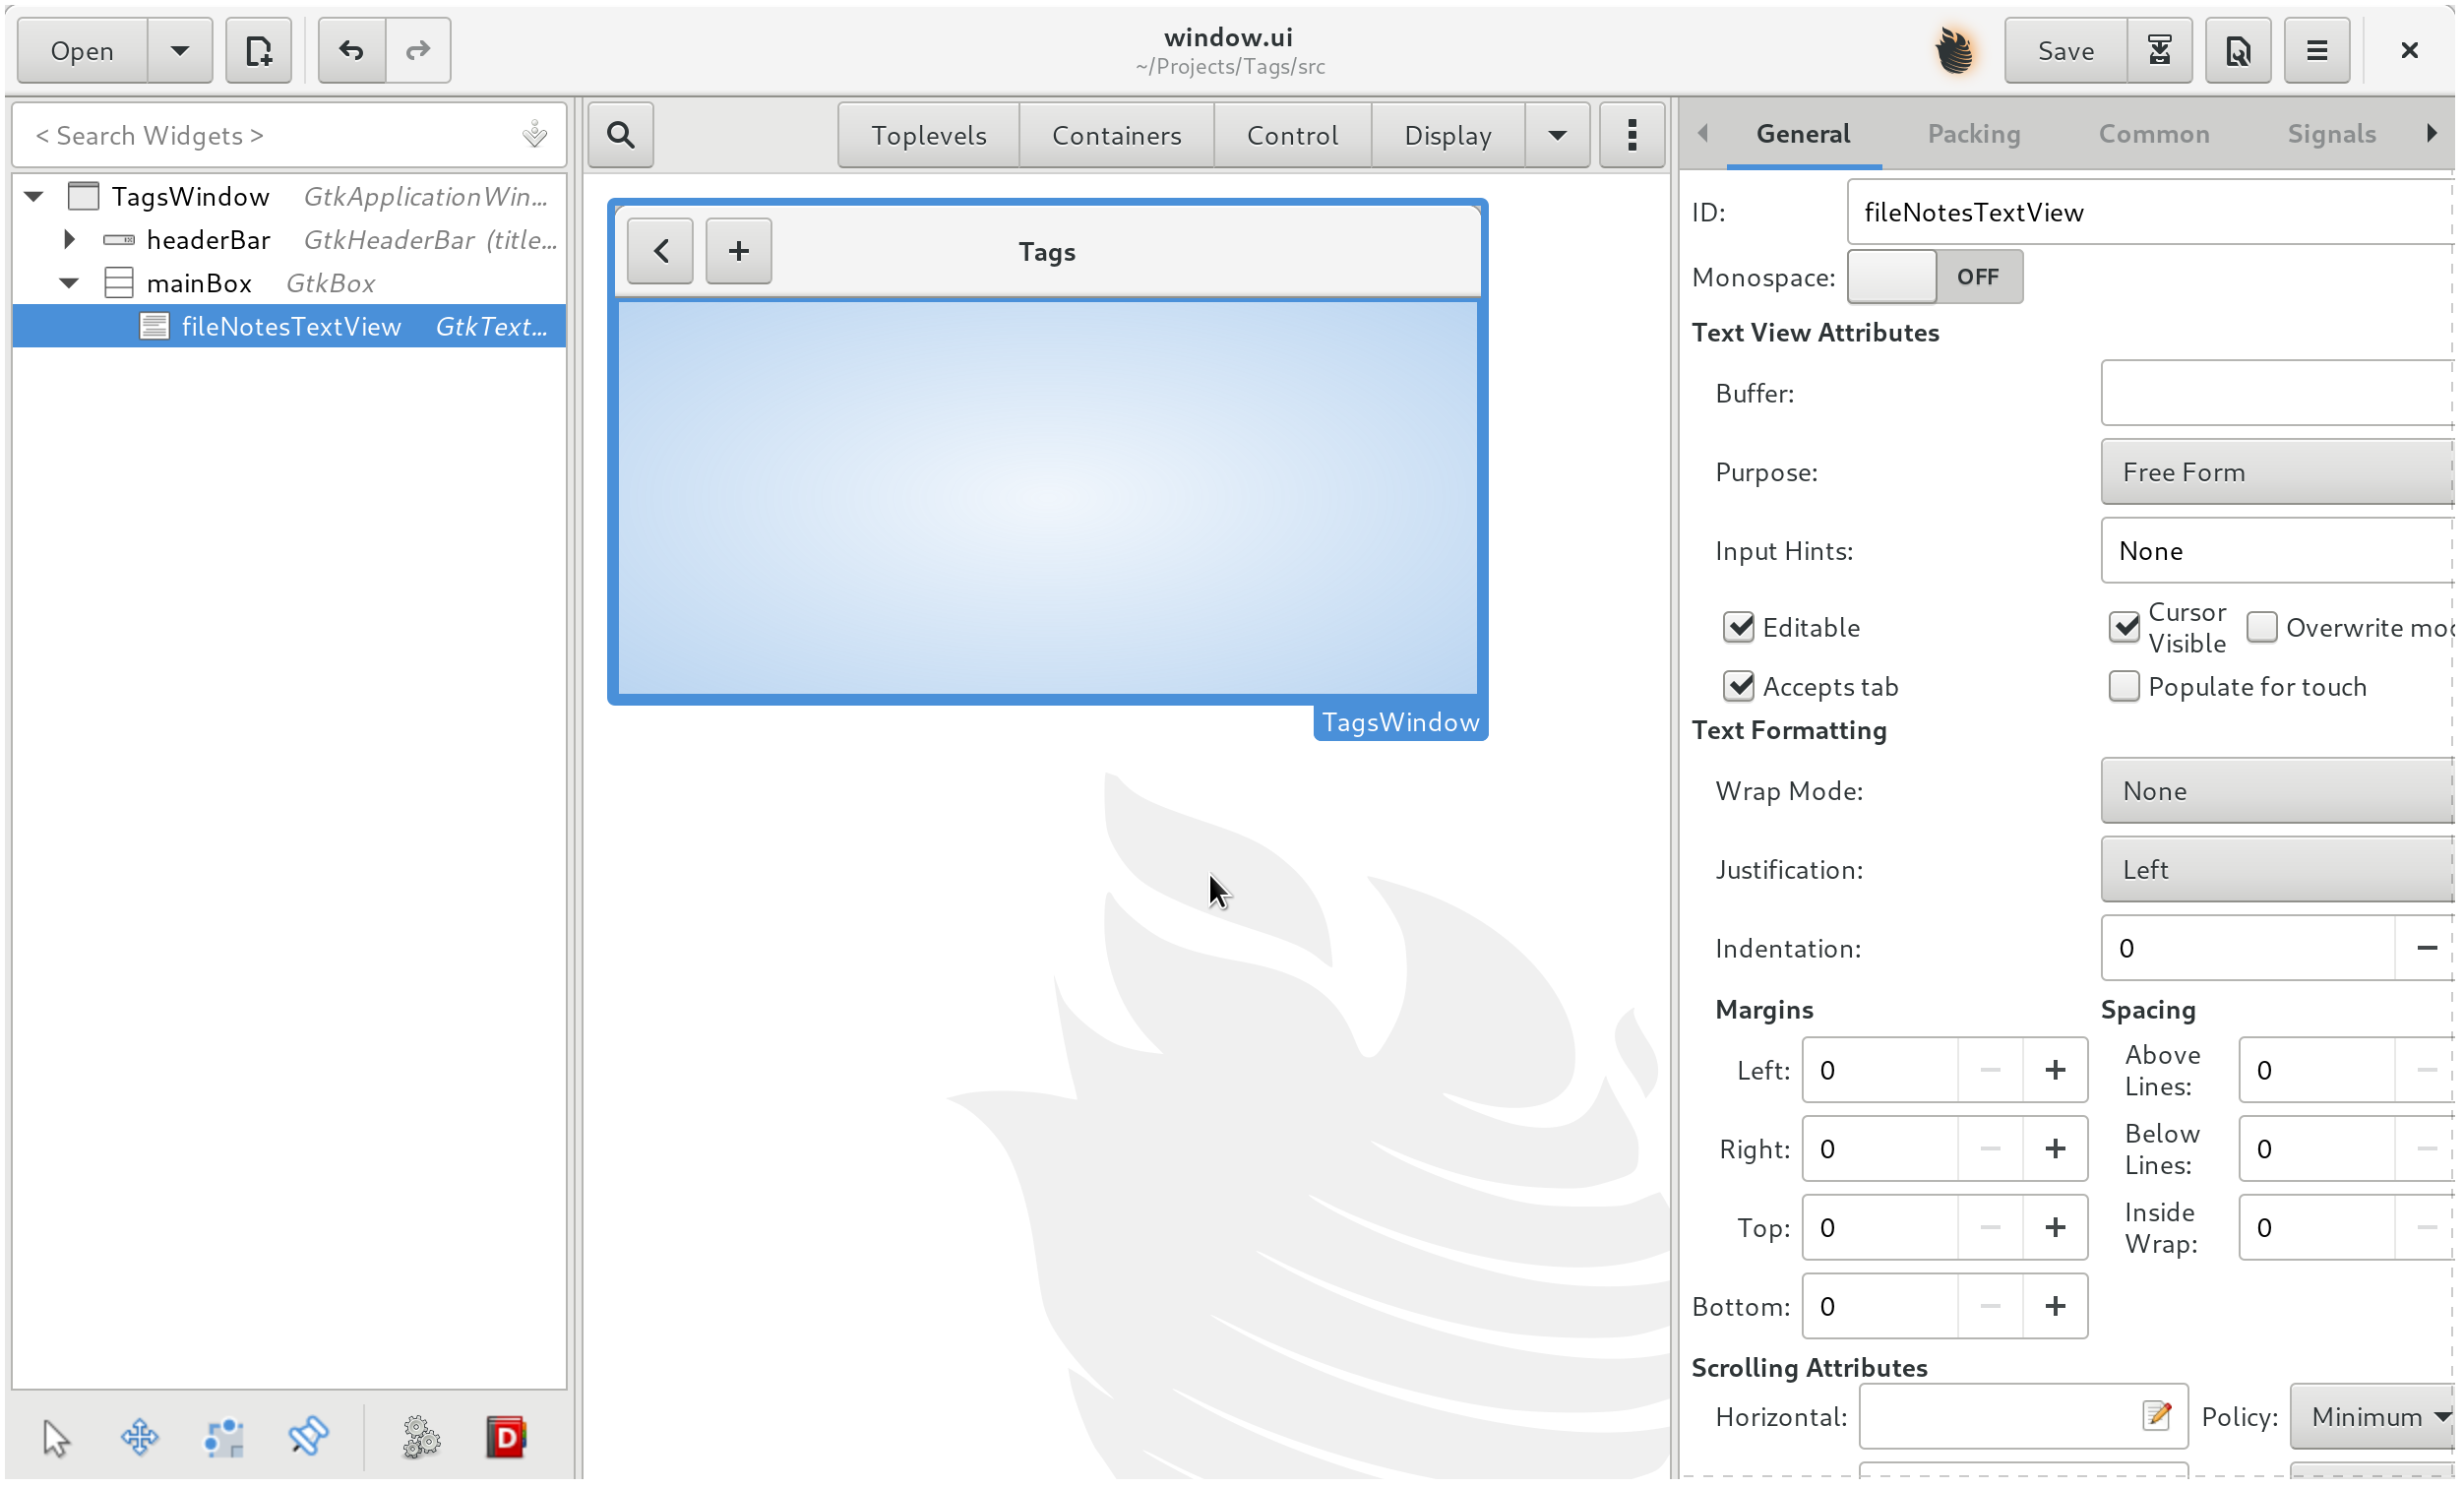 Open
window.ui
~/Projects/Tags/src
Save
< Search Widgets >
Toplevels
Containers
Control
Display
General
Packing
Common
Signals
TagsWindow GtkApplicationWin...
headerBar GtkHeaderBar (title...
mainBox GtkBox
fileNotesTextView GtkText...
Tags
TagsWindow
ID: fileNotesTextView
Monospace: OFF
Text View Attributes
Buffer:
Purpose: Free Form
Input Hints: None
Editable
Cursor
Visible
Overwrite mo
Accepts tab
Populate for touch
Text Formatting
Wrap Mode: None
Justification: Left
Indentation: 0
Margins
Spacing
Left: 0
Above
Lines:
0
Right: 0
Below
Lines:
0
Top: 0
Inside
Wrap:
0
Bottom: 0
Scrolling Attributes
Horizontal:
Policy: Minimum
D